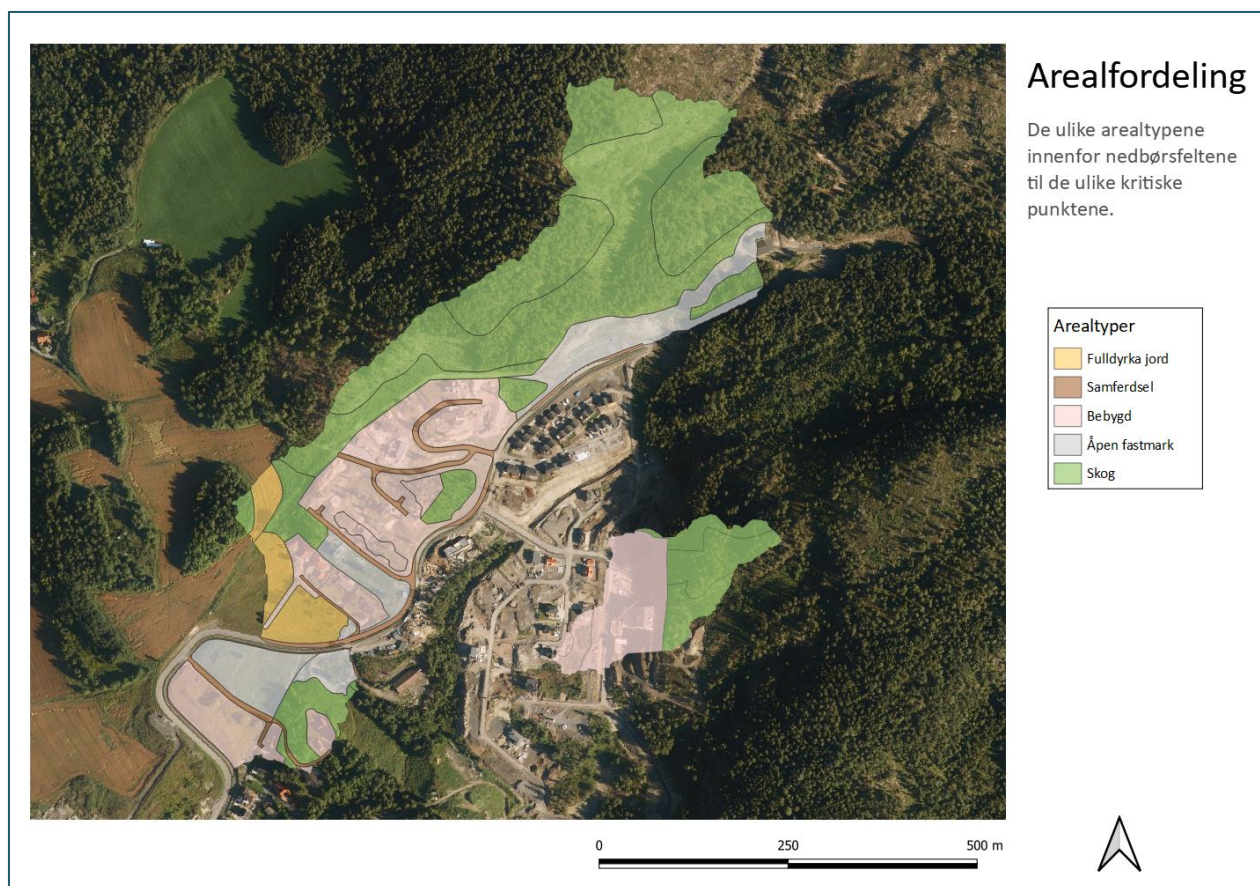 Arealfordeling
De ulike arealtypene
innenfor nedbørsfeltene
til de ulike kritiske
punktene.
Arealtyper
Fulldyrka jord
Samferdsel
Bebygd
Åpen fastmark
Skog
0 250 500 m